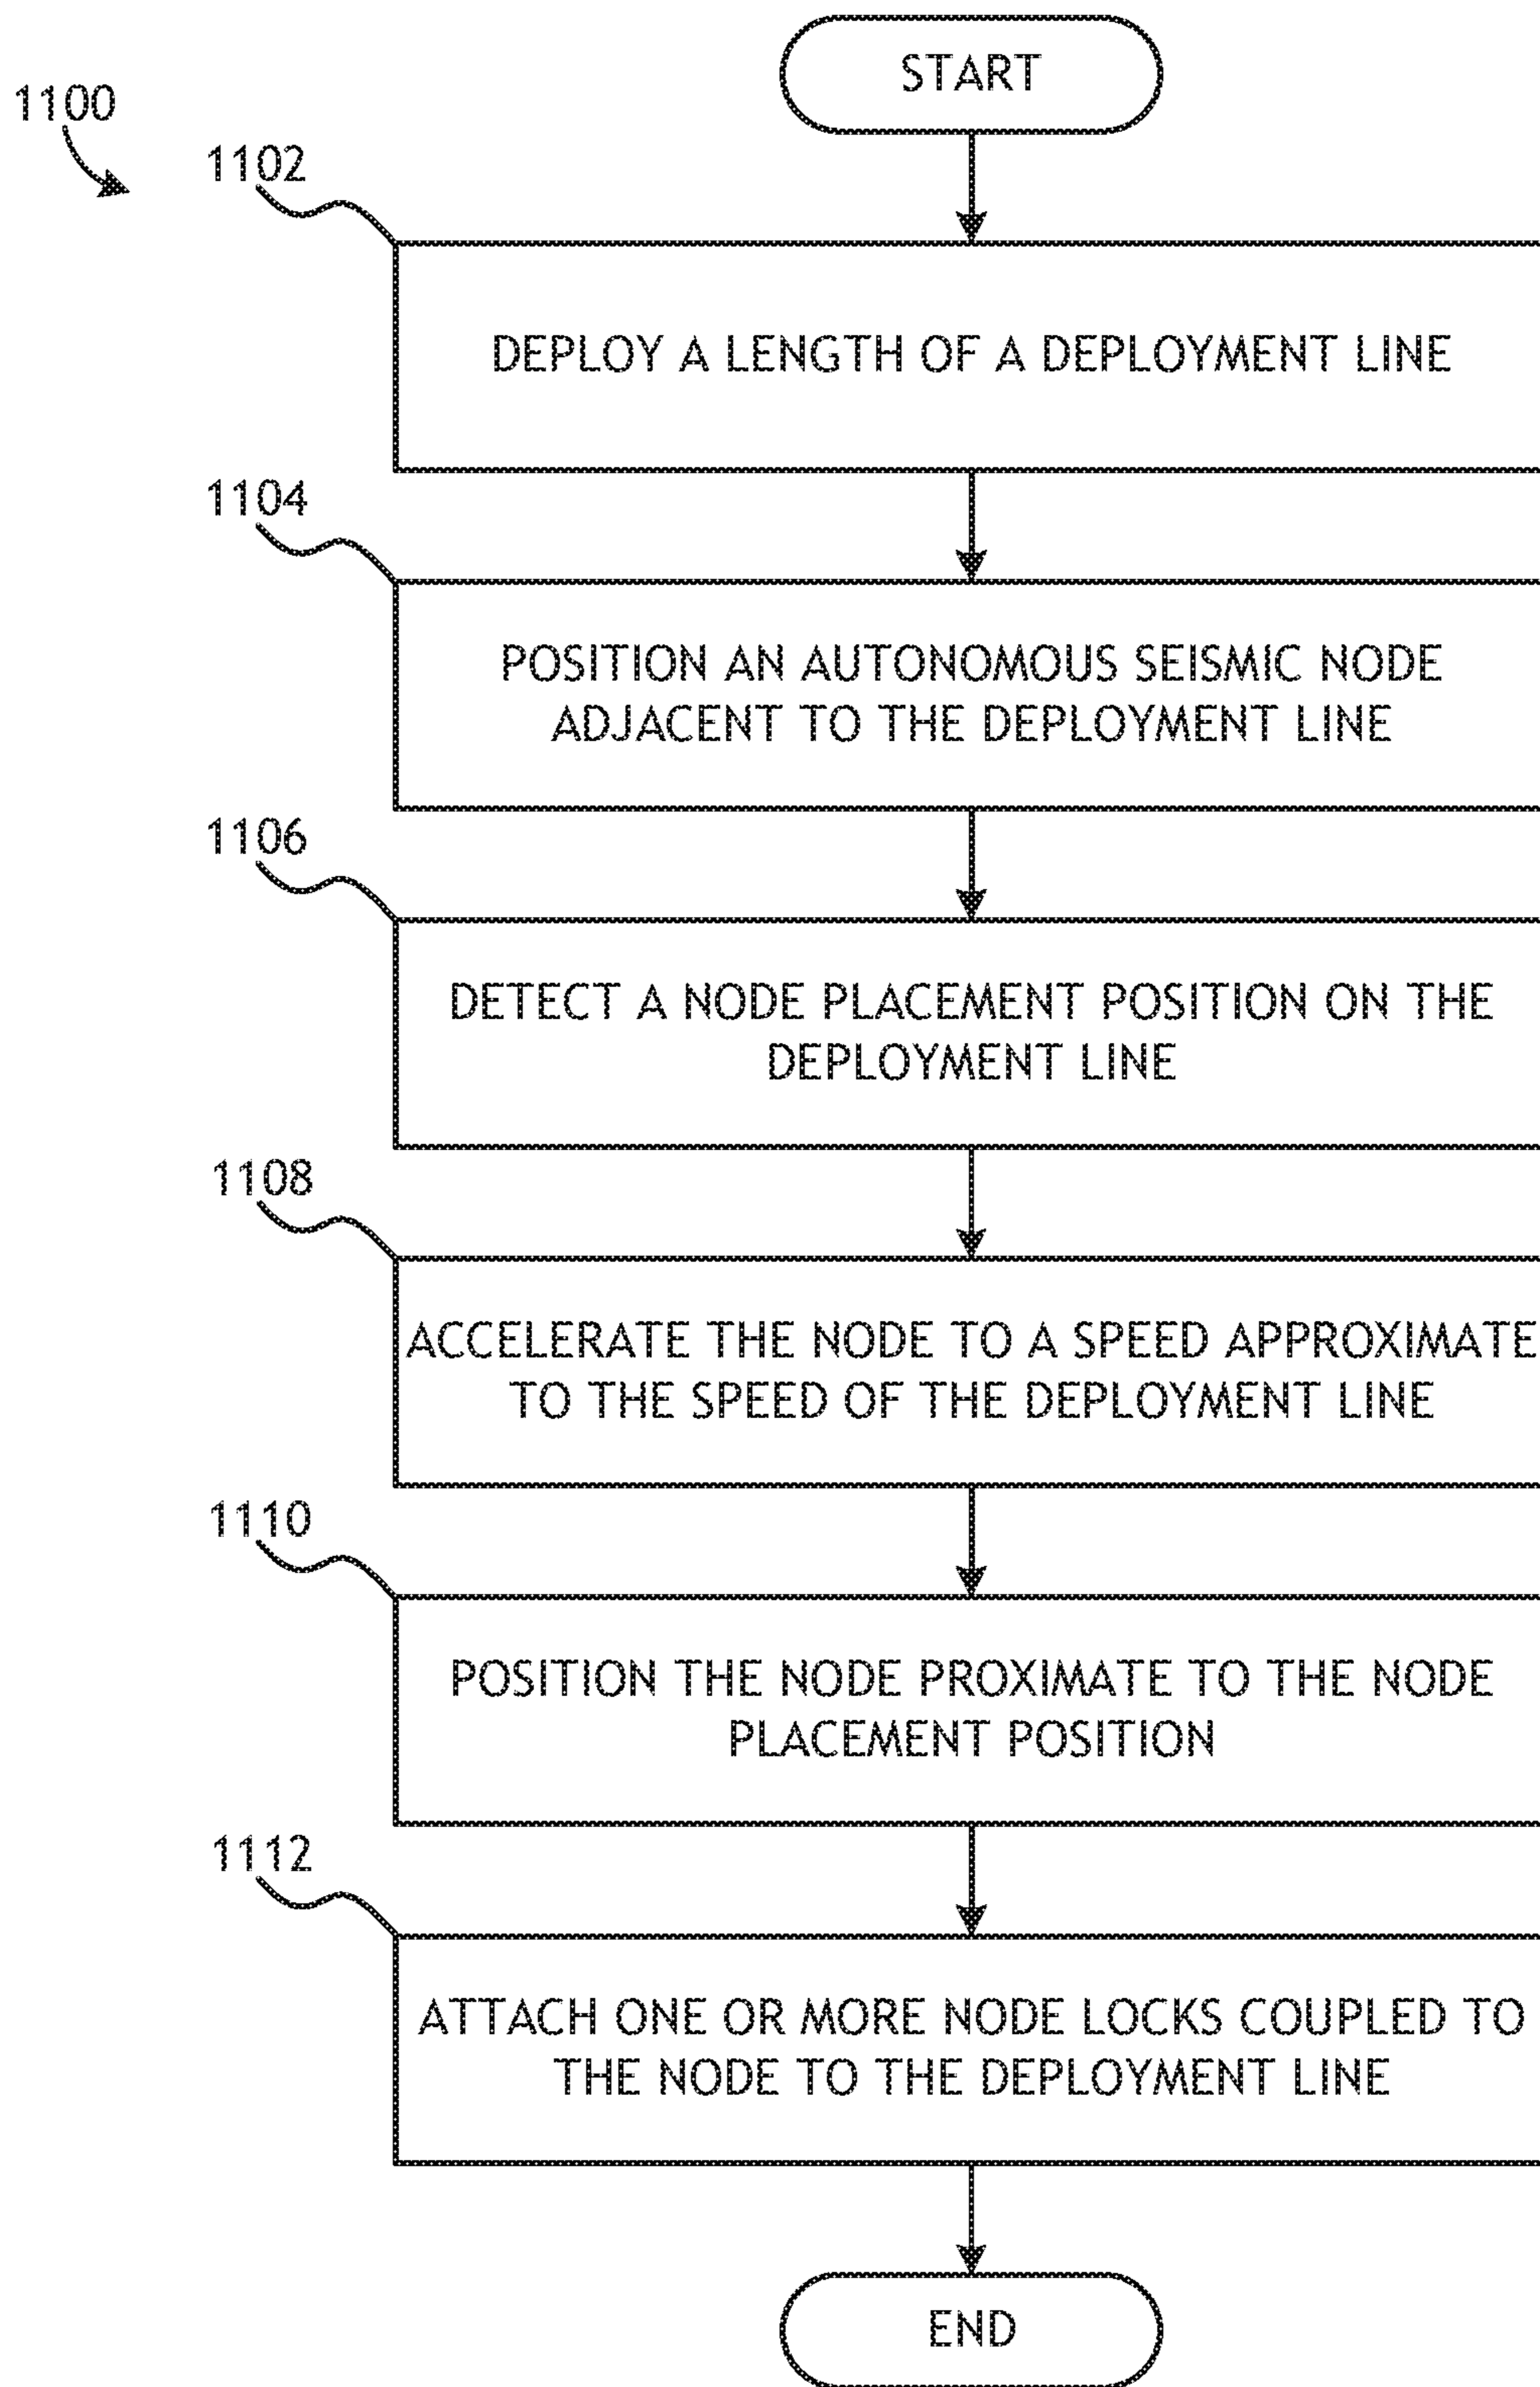 START
1100
1102
DEPLOY A LENGTH OF A DEPLOYMENT LINE
1104
POSITION AN AUTONOMOUS SEISMIC NODE
ADJACENT TO THE DEPLOYMENT LINE
1106
DETECT A NODE PLACEMENT POSITION ON THE
DEPLOYMENT LINE
1108
ACCELERATE THE NODE TO A SPEED APPROXIMATE
TO THE SPEED OF THE DEPLOYMENT LINE
1110
POSITION THE NODE PROXIMATE TO THE NODE
PLACEMENT POSITION
1112
ATTACH ONE OR MORE NODE LOCKS COUPLED TO
THE NODE TO THE DEPLOYMENT LINE
END